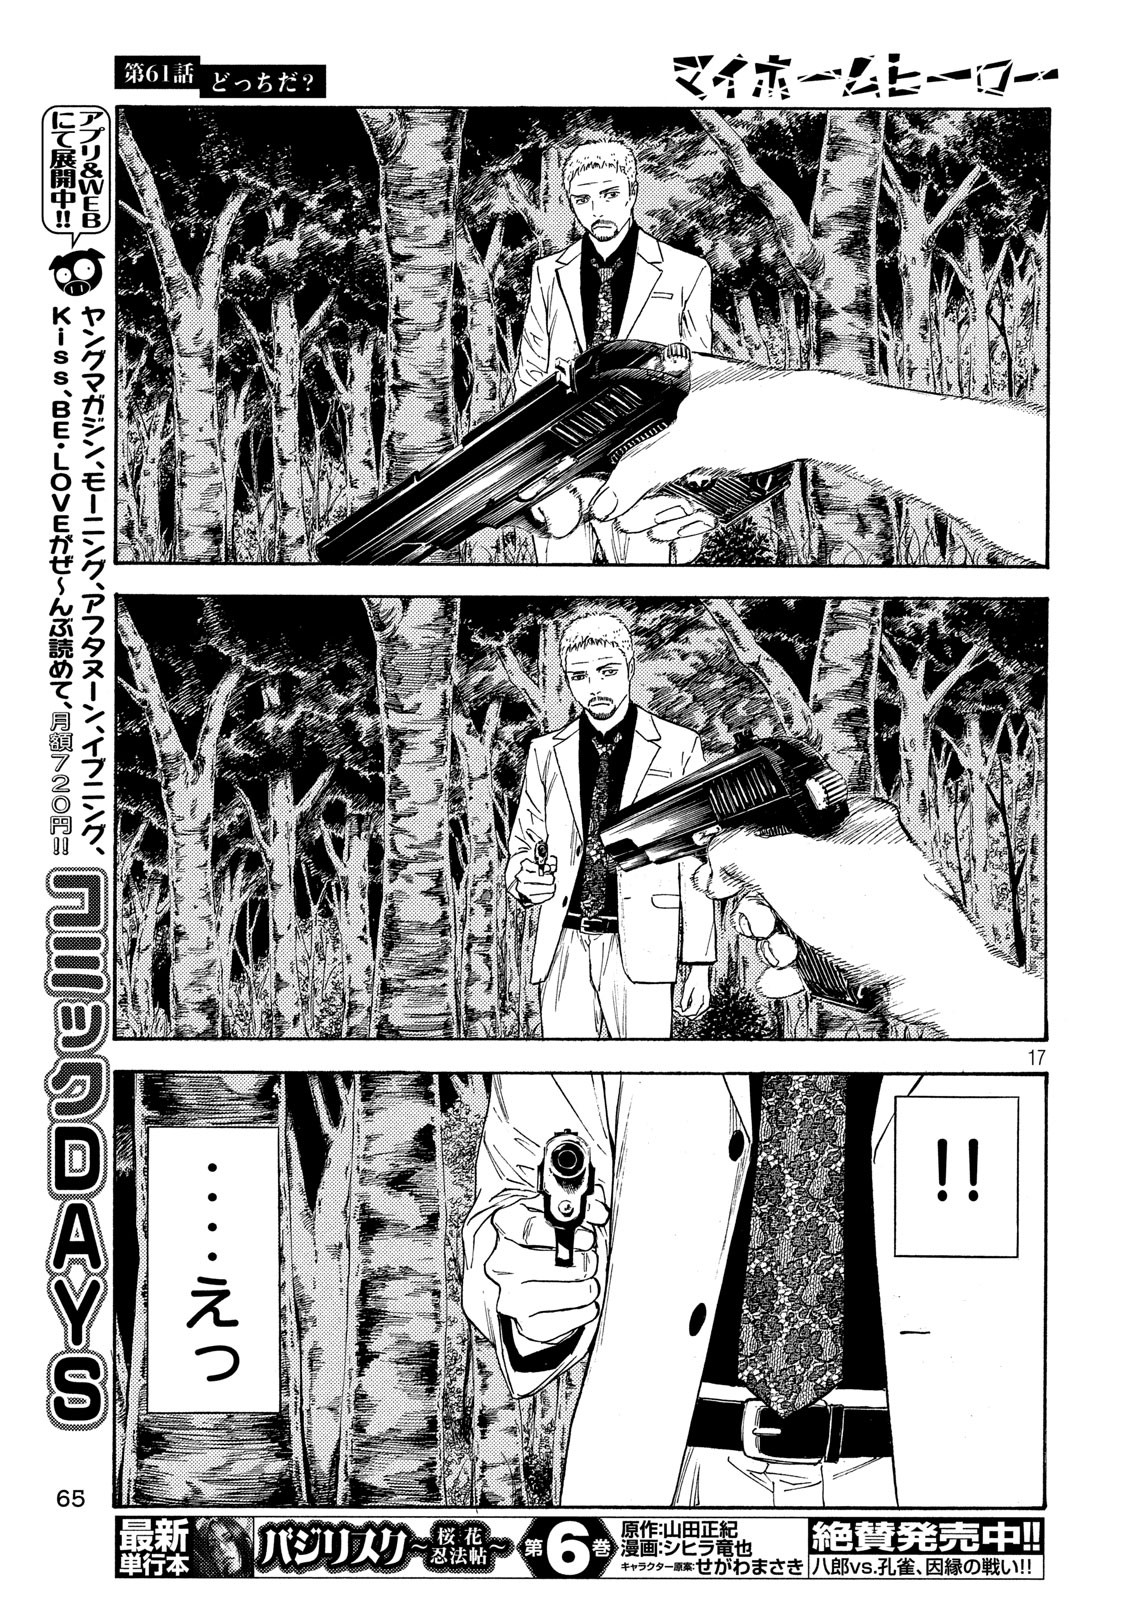 第61話
どっちだ?
マイホームヒーロー
アプリ&WEB
にて展開中!!
ヤングマガジン、モーニング、アフタヌーン、イブニング、
Kiss、BE・LOVEがぜ〜んぶ読めて、月額720円!!
コミックDAYS
17
!!
‥‥えっ
65
最新
単行本
バジリスク
〜桜花
忍法帖〜
第6巻
原作:山田正紀
漫画:シヒラ竜也
キャラクター原案:せがわまさき
絶賛発売中!!
八郎vs.孔雀、因縁の戦い!!